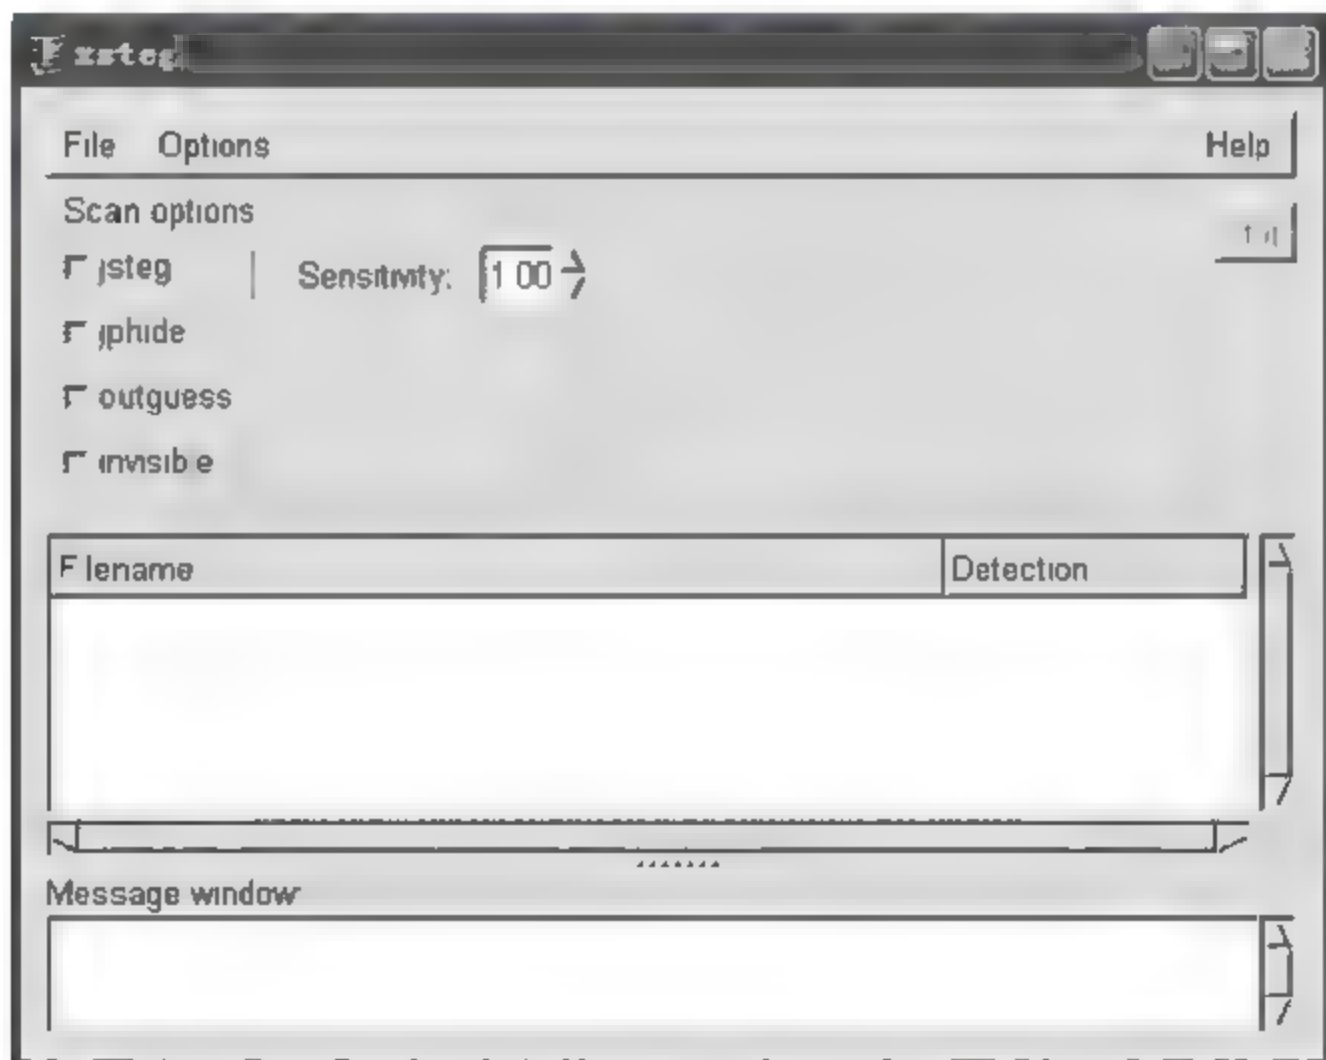 xsteg
File Options Help
Scan options
jsteg Sensitivity: 1.00
jphide
outguess
invisible
Filename Detection
Message window